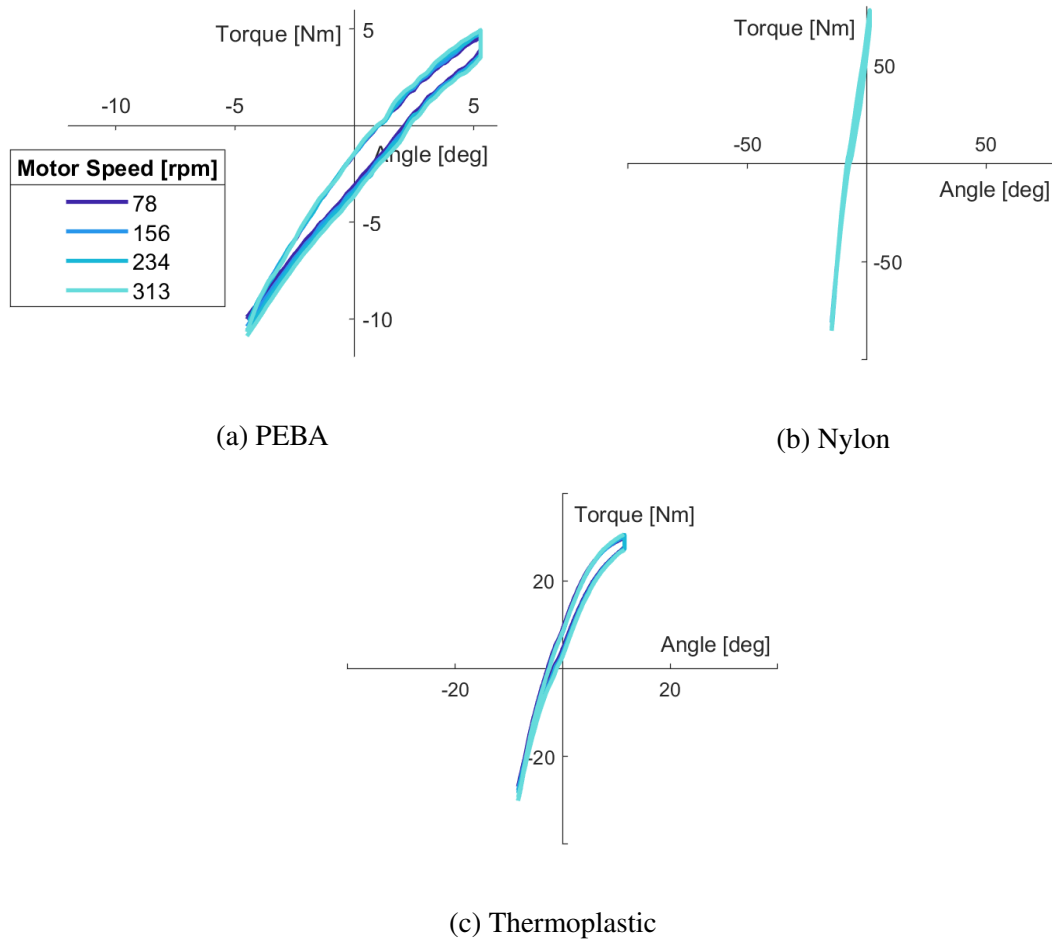 Torque [Nm]
5
-10
-5
5
Angle [deg]
-5
-10
Motor Speed [rpm]
78
156
234
313
(a) PEBA
Torque [Nm]
50
-50
50
Angle [deg]
-50
(b) Nylon
Torque [Nm]
20
Angle [deg]
-20
20
-20
(c) Thermoplastic